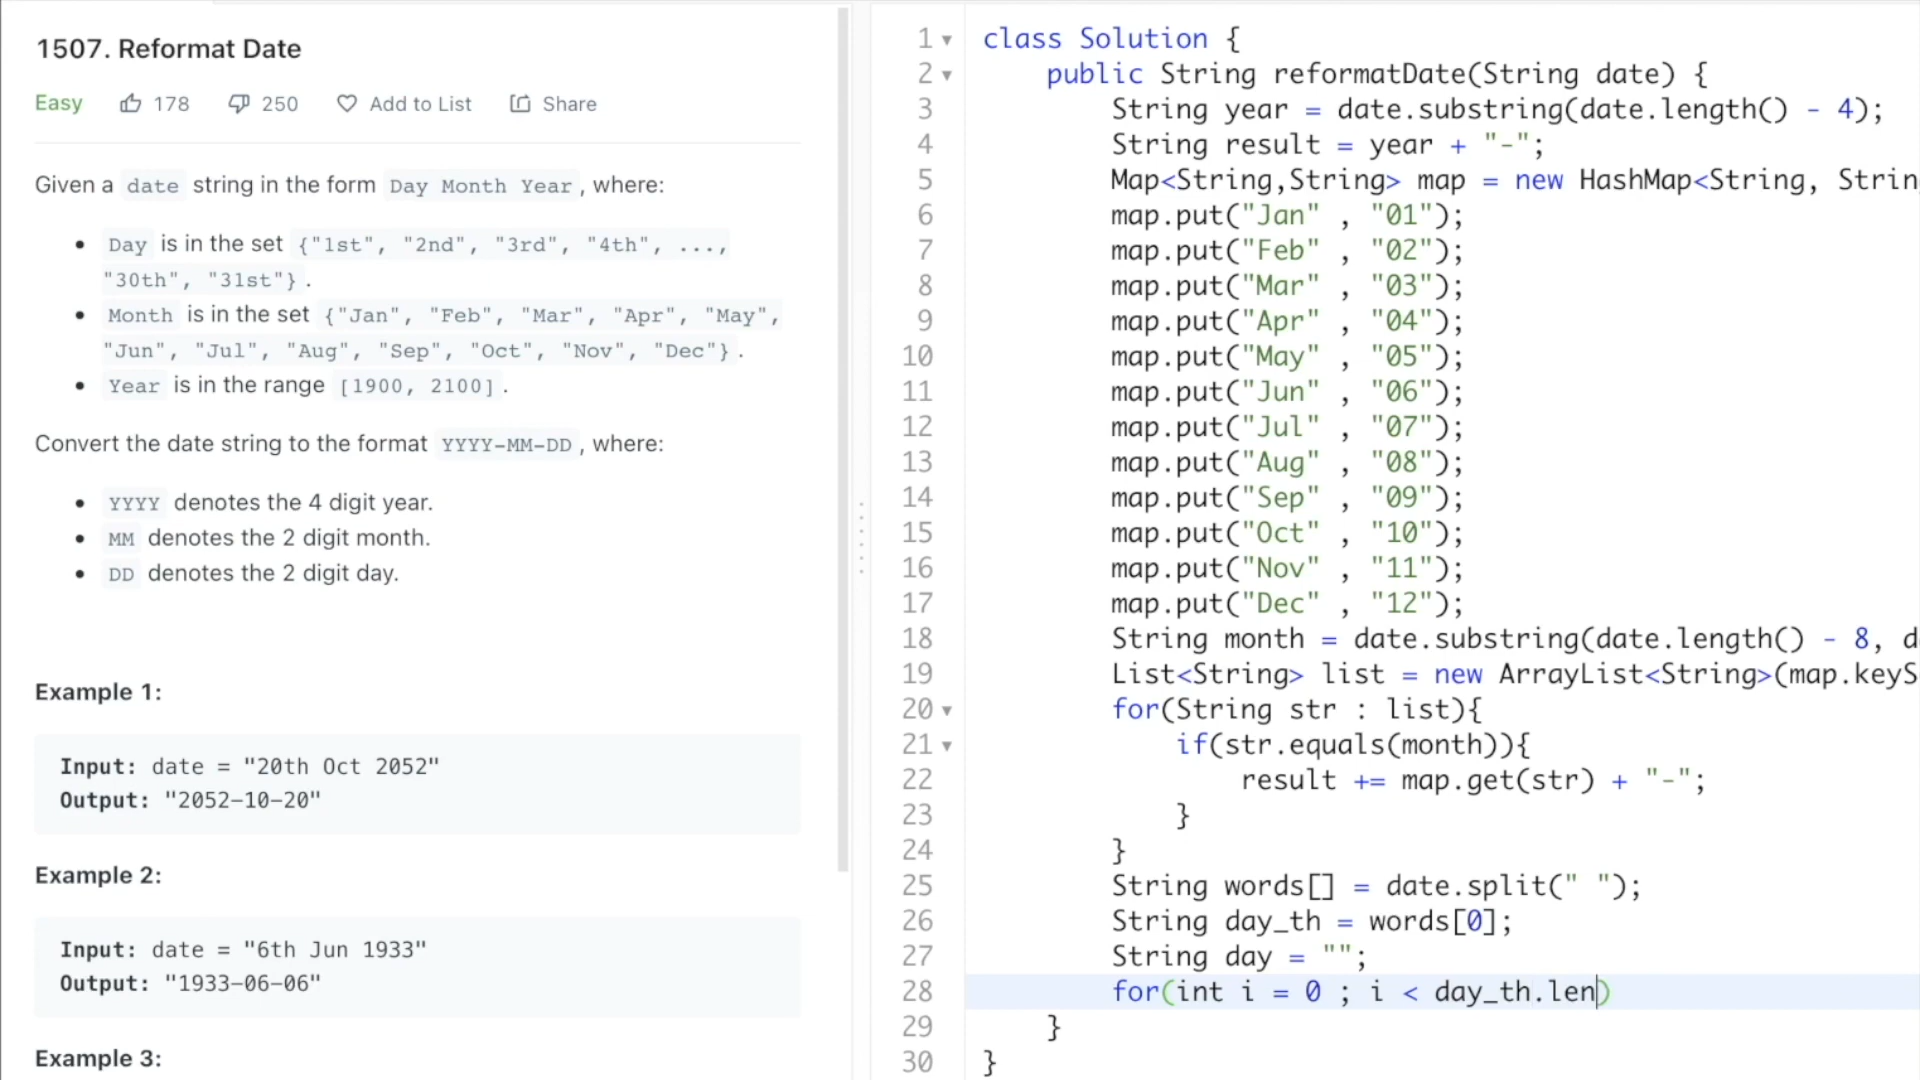 1507. Reformat Date
Easy 178 250 Add to List Share
Given a date string in the form Day Month Year, where:
• Day is in the set {"1st", "2nd", "3rd", "4th", ...,
"30th", "31st"}.
• Month is in the set {"Jan", "Feb", "Mar", "Apr", "May",
"Jun", "Jul", "Aug", "Sep", "Oct", "Nov", "Dec"}.
• Year is in the range [1900, 2100].
Convert the date string to the format YYYY-MM-DD, where:
• YYYY denotes the 4 digit year.
• MM denotes the 2 digit month.
• DD denotes the 2 digit day.
Example 1:
Input: date = "20th Oct 2052"
Output: "2052-10-20"
Example 2:
Input: date = "6th Jun 1933"
Output: "1933-06-06"
Example 3:
1 class Solution {
2 public String reformatDate(String date) {
3 String year = date.substring(date.length() - 4);
4 String result = year + "-";
5 Map<String,String> map = new HashMap<String, Strin
6 map.put("Jan" , "01");
7 map.put("Feb" , "02");
8 map.put("Mar" , "03");
9 map.put("Apr" , "04");
10 map.put("May" , "05");
11 map.put("Jun" , "06");
12 map.put("Jul" , "07");
13 map.put("Aug" , "08");
14 map.put("Sep" , "09");
15 map.put("Oct" , "10");
16 map.put("Nov" , "11");
17 map.put("Dec" , "12");
18 String month = date.substring(date.length() - 8, d
19 List<String> list = new ArrayList<String>(map.keyS
20 for(String str : list){
21 if(str.equals(month)){
22 result += map.get(str) + "-";
23 }
24 }
25 String words[] = date.split(" ");
26 String day_th = words[0];
27 String day = "";
28 for(int i = 0 ; i < day_th.len)
29 }
30 }